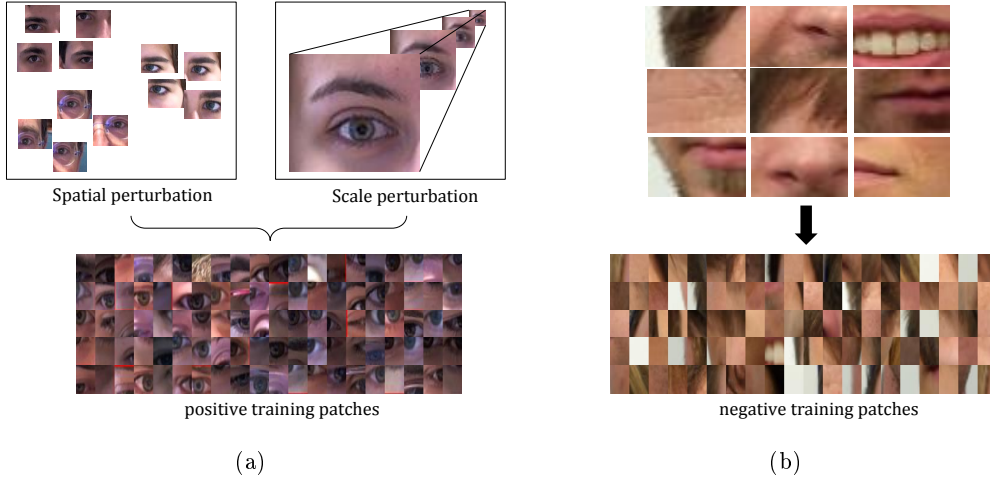 Spatial perturbation
Scale perturbation
positive training patches
negative training patches
(a)
(b)